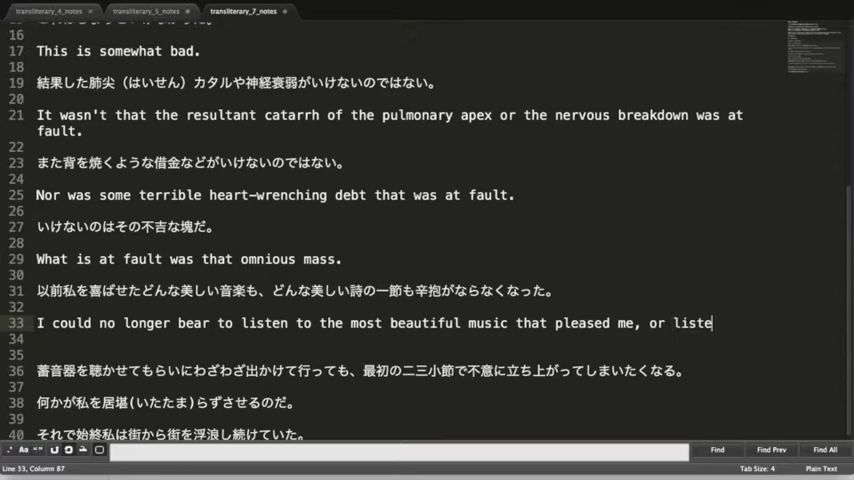 transliterary_4_notes
transliterary_5_notes
transliterary_7_notes
16
17 This is somewhat bad.
18
19 結果した肺尖（はいせん）カタルや神経衰弱がいけないのではない。
20
21 It wasn't that the resultant catarrh of the pulmonary apex or the nervous breakdown was at
fault.
22
23 また背を焼くような借金などがいけないのではない。
24
25 Nor was some terrible heart-wrenching debt that was at fault.
26
27 いけないのはその不吉な塊だ。
28
29 What is at fault was that omnious mass.
30
31 以前私を喜ばせたどんな美しい音楽も、どんな美しい詩の一節も辛抱がならなくなった。
32
33 I could no longer bear to listen to the most beautiful music that pleased me, or liste
34
36 蓄音器を聴かせてもらいにわざわざ出かけて行っても、最初の二三小節で不意に立ち上がってしまいたくなる。
37
38 何かが私を居堪(いたたま)らずさせるのだ。
39
40 それで始終私は街から街を浮浪し続けていた。
.* Aa “” Find Find Prev Find All
Line 33, Column 87 Tab Size: 4 Plain Text